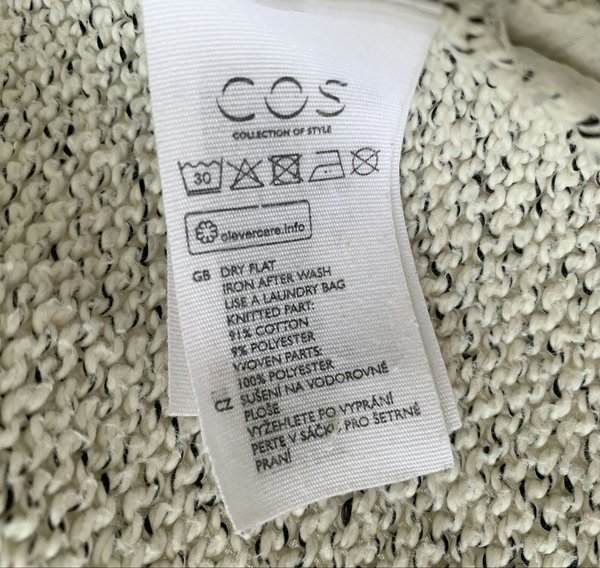 COS
COLLECTION OF STYLE
30
clevercare.info
GB DRY FLAT
IRON AFTER WASH
USE A LAUNDRY BAG
KNITTED PART:
91% COTTON
9% POLYESTER
WOVEN PARTS:
100% POLYESTER
CZ SUŠENÍ NA VODOROVNÉ
PLOŠE
VYŽEHLETE PO VYPRÁNÍ
PERTE V PRO ŠETRNÉ
PRANÍ